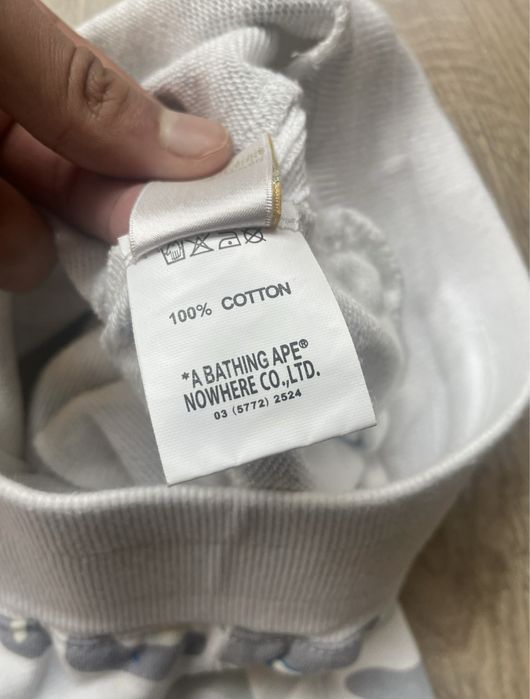 100% COTTON
*A BATHING APE®
NOWHERE CO.,LTD.
03 (5772) 2524